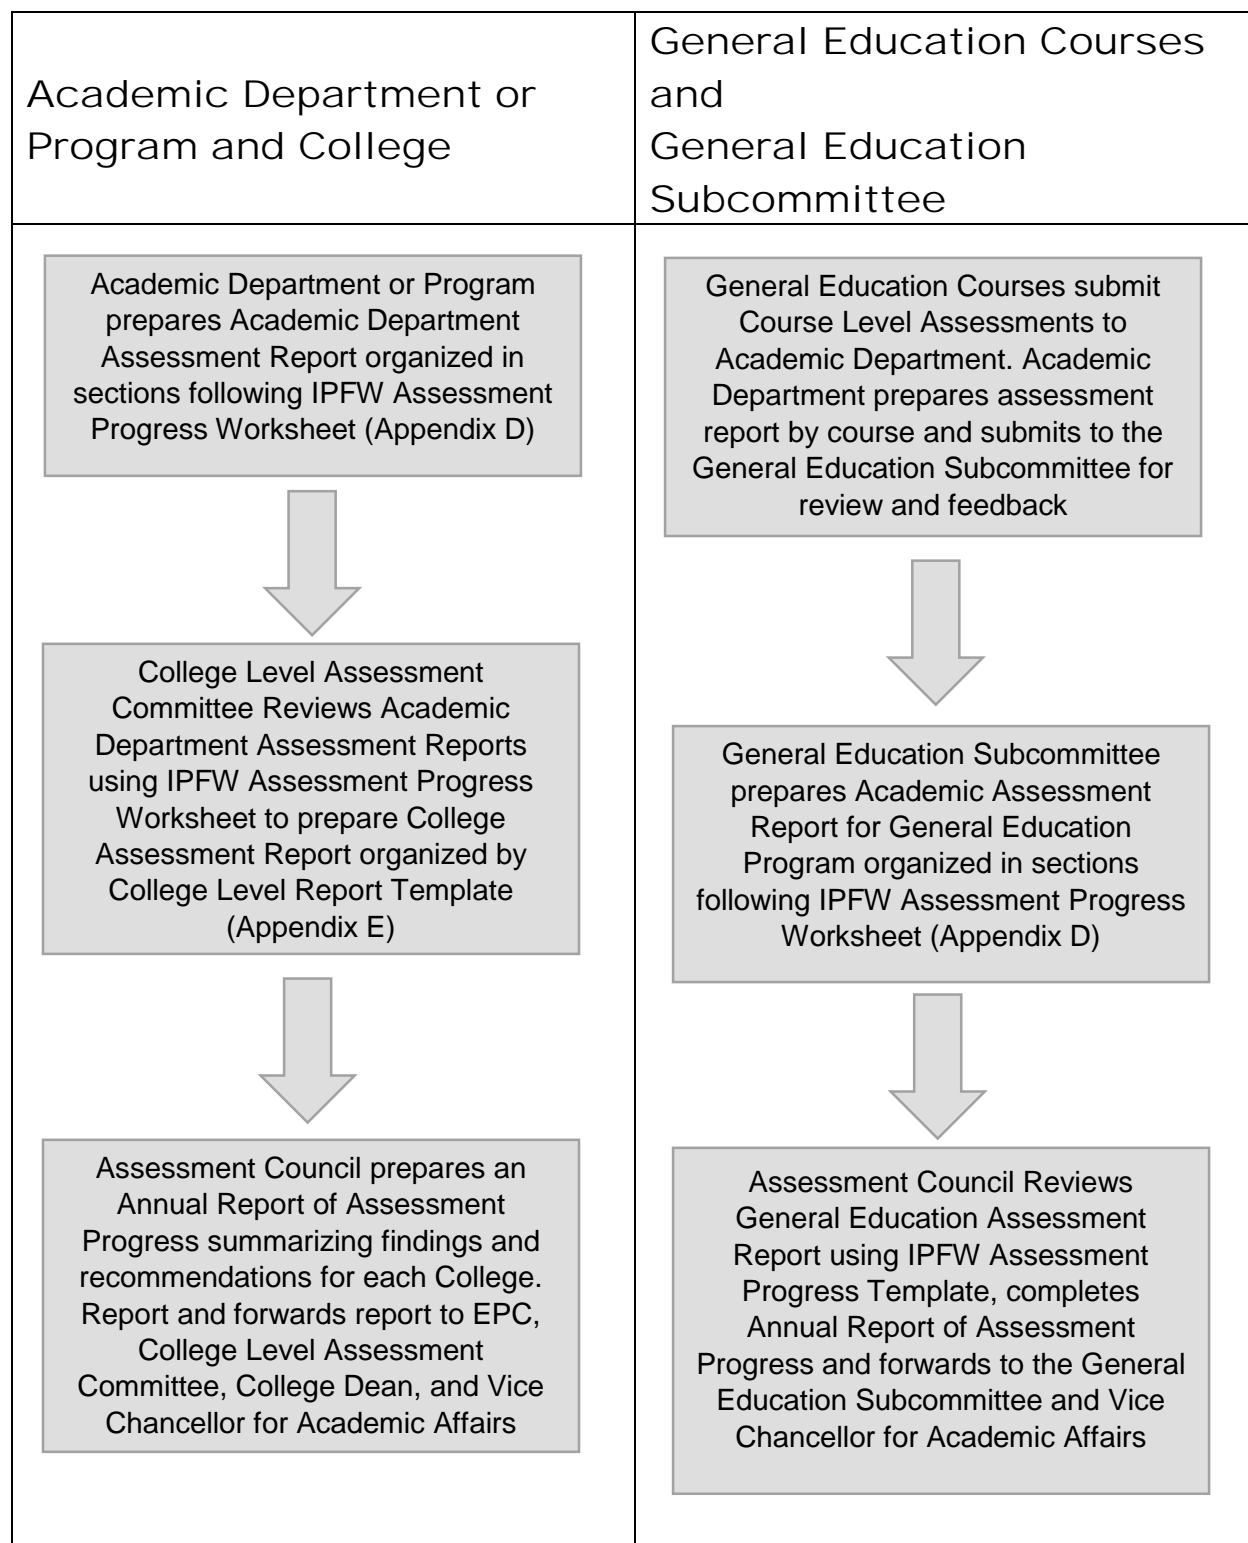 Academic Department or
Program and College
General Education Courses
and
General Education
Subcommittee
Academic Department or Program
prepares Academic Department
Assessment Report organized in
sections following IPFW Assessment
Progress Worksheet (Appendix D)
College Level Assessment
Committee Reviews Academic
Department Assessment Reports
using IPFW Assessment Progress
Worksheet to prepare College
Assessment Report organized by
College Level Report Template
(Appendix E)
Assessment Council prepares an
Annual Report of Assessment
Progress summarizing findings and
recommendations for each College.
Report and forwards report to EPC,
College Level Assessment
Committee, College Dean, and Vice
Chancellor for Academic Affairs
General Education Courses submit
Course Level Assessments to
Academic Department. Academic
Department prepares assessment
report by course and submits to the
General Education Subcommittee for
review and feedback
General Education Subcommittee
prepares Academic Assessment
Report for General Education
Program organized in sections
following IPFW Assessment Progress
Worksheet (Appendix D)
Assessment Council Reviews
General Education Assessment
Report using IPFW Assessment
Progress Template, completes
Annual Report of Assessment
Progress and forwards to the General
Education Subcommittee and Vice
Chancellor for Academic Affairs